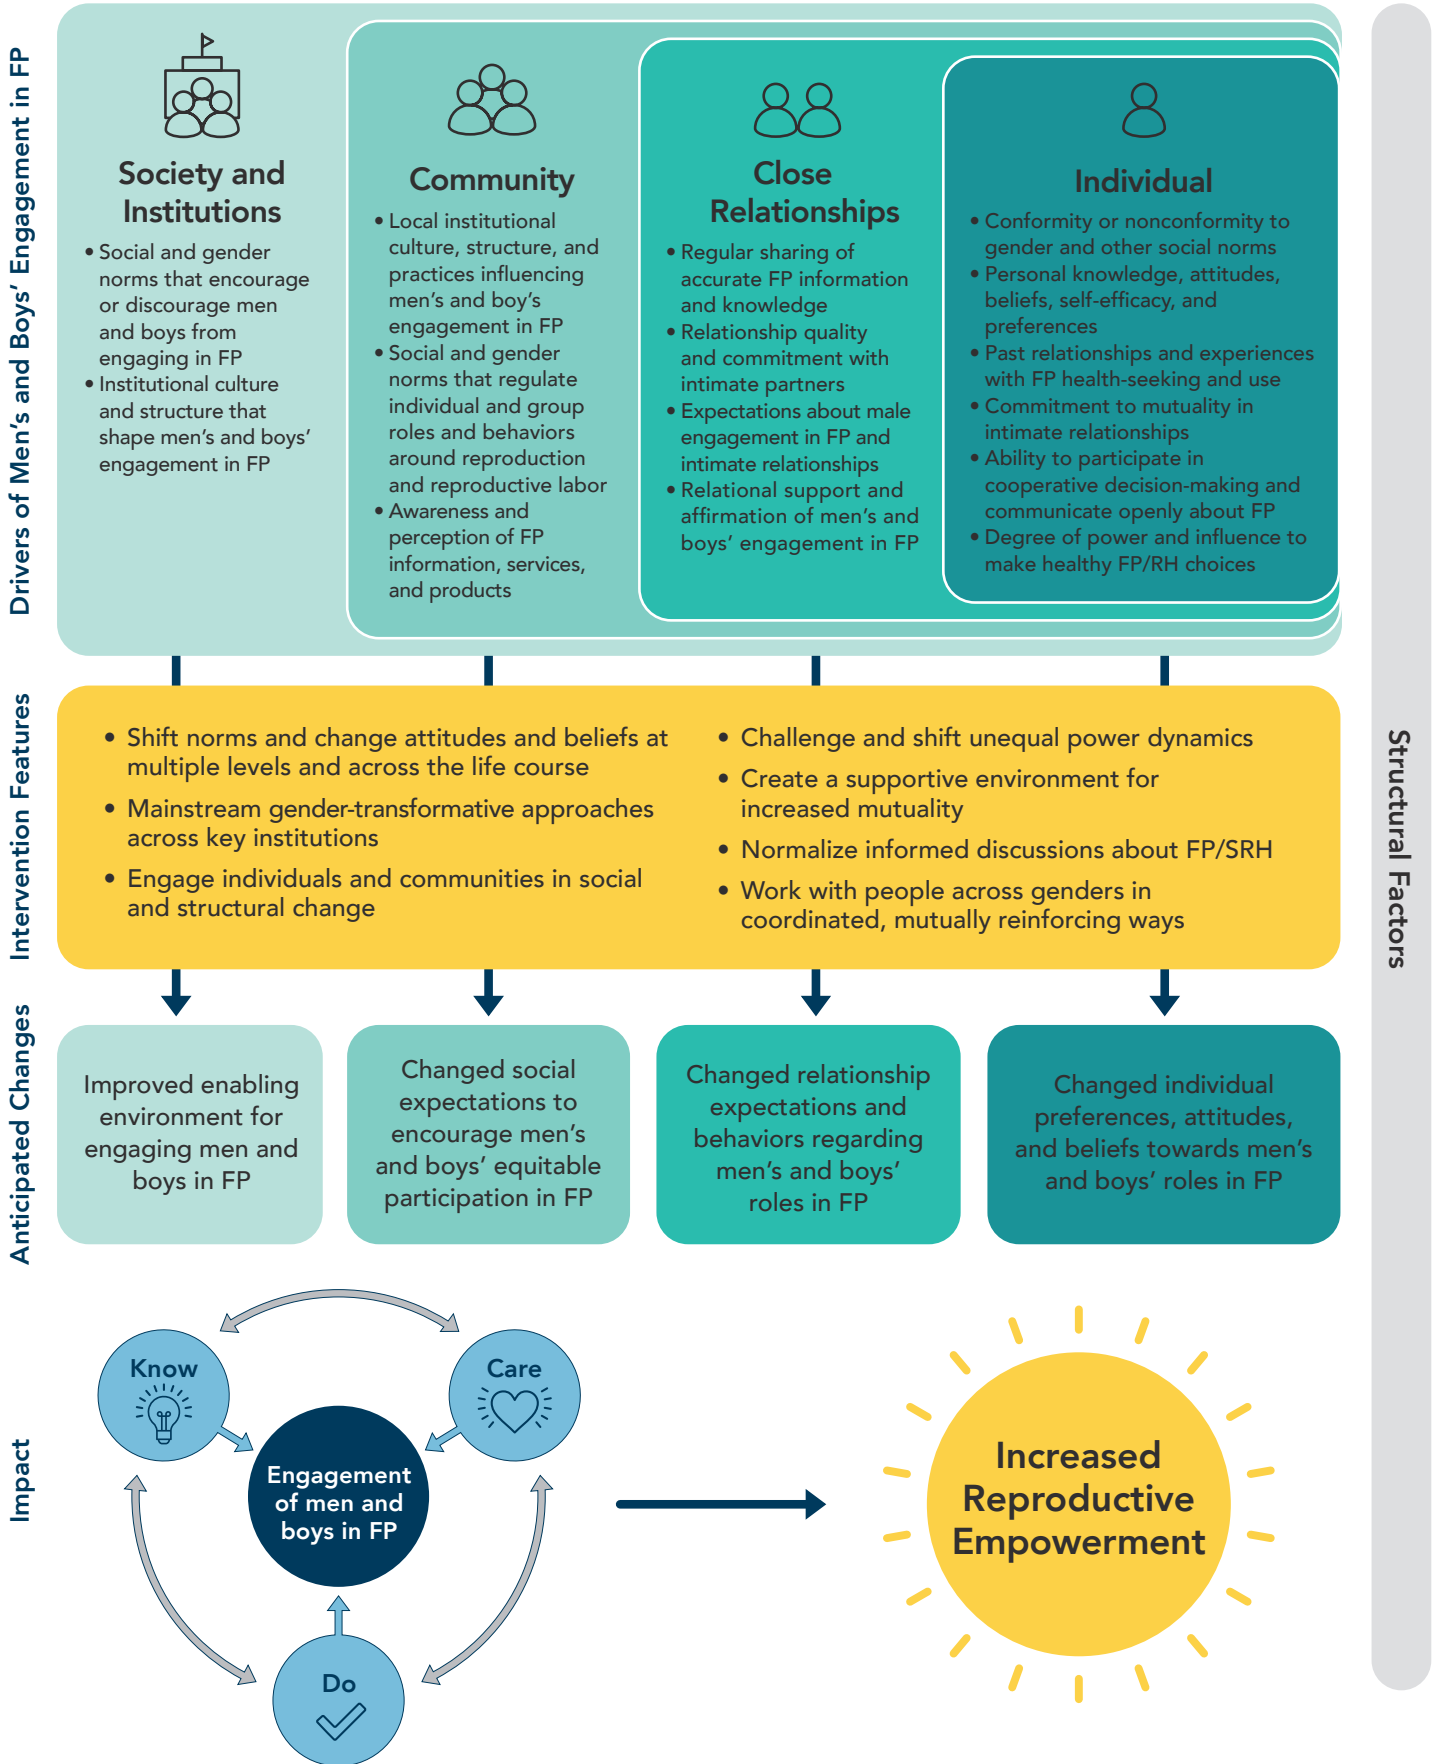 Drivers of Men's and Boys' Engagement in FP
Society and
Institutions
• Social and gender
norms that encourage
or discourage men
and boys from
engaging in FP
• Institutional culture
and structure that
shape men's and boys'
engagement in FP
Community
• Local institutional
culture, structure, and
practices influencing
men's and boy's
engagement in FP
• Social and gender
norms that regulate
individual and group
roles and behaviors
around reproduction
and reproductive labor
• Awareness and
perception of FP
information, services,
and products
Close
Relationships
• Regular sharing of
accurate FP information
and knowledge
• Relationship quality
and commitment with
intimate partners
• Expectations about male
engagement in FP and
intimate relationships
• Relational support and
affirmation of men's and
boys' engagement in FP
Individual
• Conformity or nonconformity to
gender and other social norms
• Personal knowledge, attitudes,
beliefs, self-efficacy, and
preferences
• Past relationships and experiences
with FP health-seeking and use
• Commitment to mutuality in
intimate relationships
• Ability to participate in
cooperative decision-making and
communicate openly about FP
• Degree of power and influence to
make healthy FP/RH choices
Structural Factors
Intervention Features
• Shift norms and change attitudes and beliefs at
multiple levels and across the life course
• Mainstream gender-transformative approaches
across key institutions
• Engage individuals and communities in social
and structural change
• Challenge and shift unequal power dynamics
• Create a supportive environment for
increased mutuality
• Normalize informed discussions about FP/SRH
• Work with people across genders in
coordinated, mutually reinforcing ways
Anticipated Changes
Improved enabling
environment for
engaging men and
boys in FP
Changed social
expectations to
encourage men's
and boys' equitable
participation in FP
Changed relationship
expectations and
behaviors regarding
men's and boys'
roles in FP
Changed individual
preferences, attitudes,
and beliefs towards men's
and boys' roles in FP
Impact
Know
Care
Engagement
of men and
boys in FP
Do
Increased
Reproductive
Empowerment